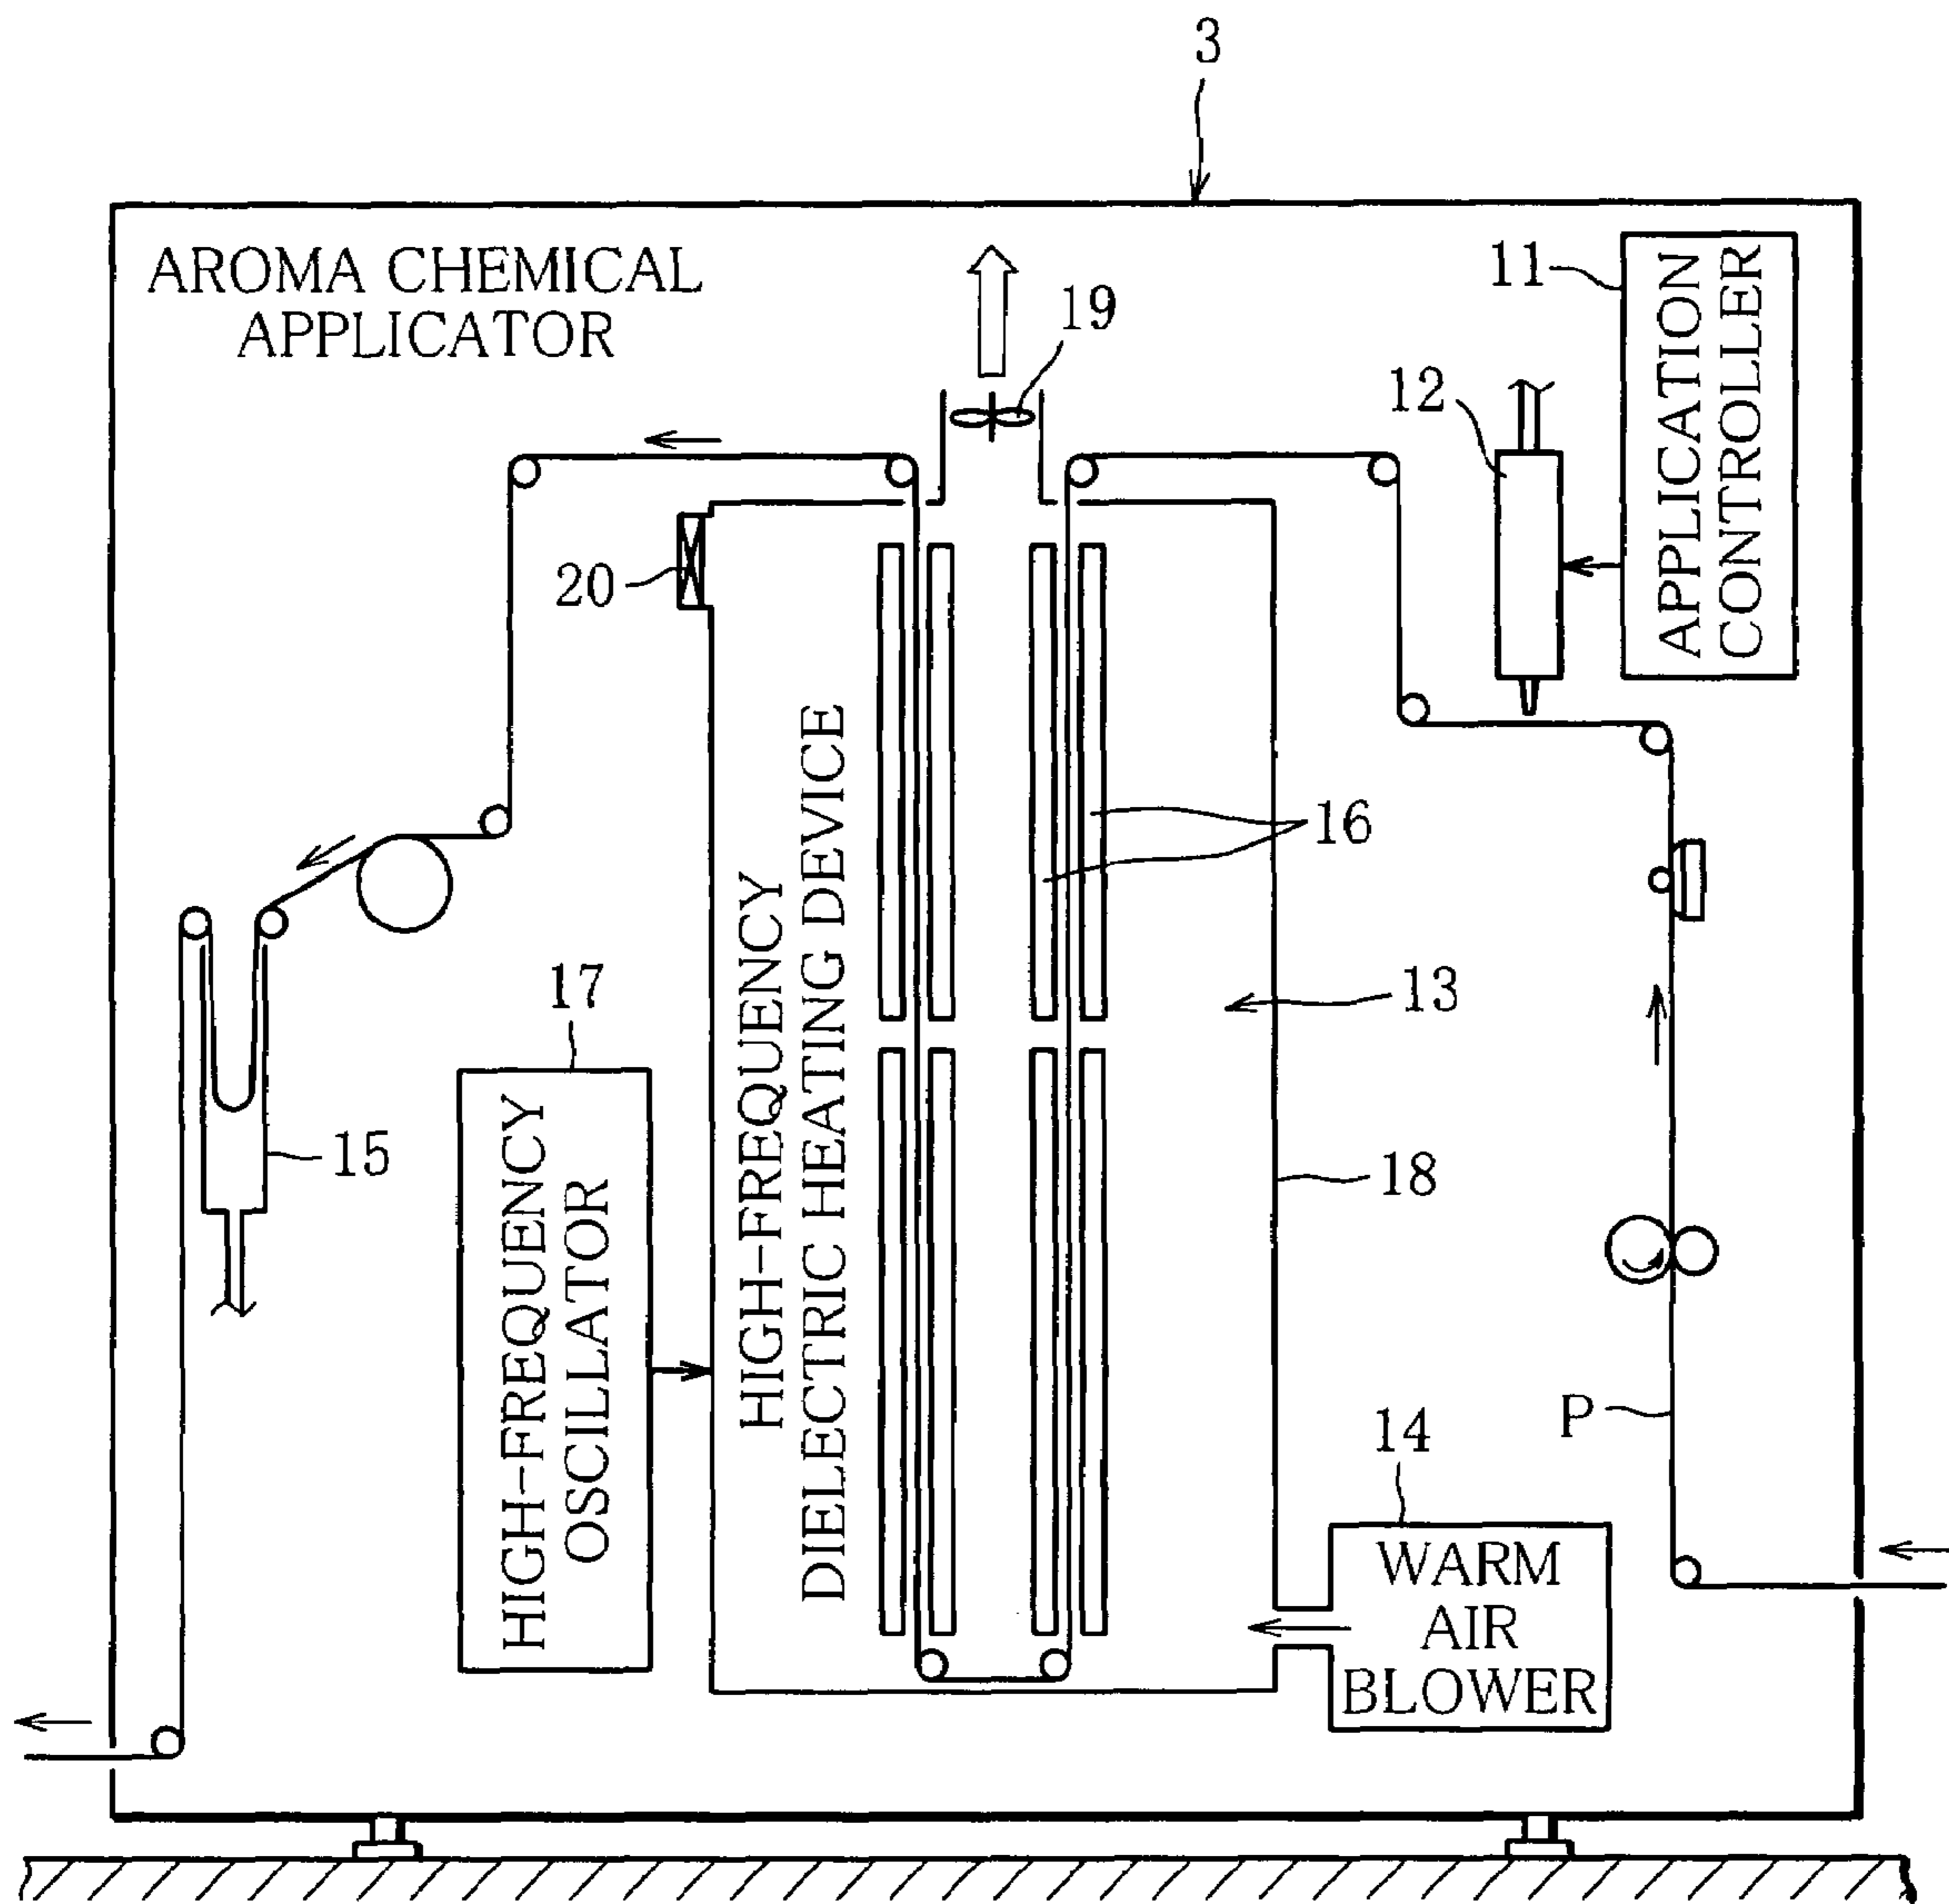 3
AROMA CHEMICAL
APPLICATOR
19
11
APPLICATION
CONTROLLER
12
20
16
13
17
HIGH-FREQUENCY
OSCILLATOR
HIGH-FREQUENCY
DIELECTRIC HEATING DEVICE
15
18
P
14
WARM
AIR
BLOWER